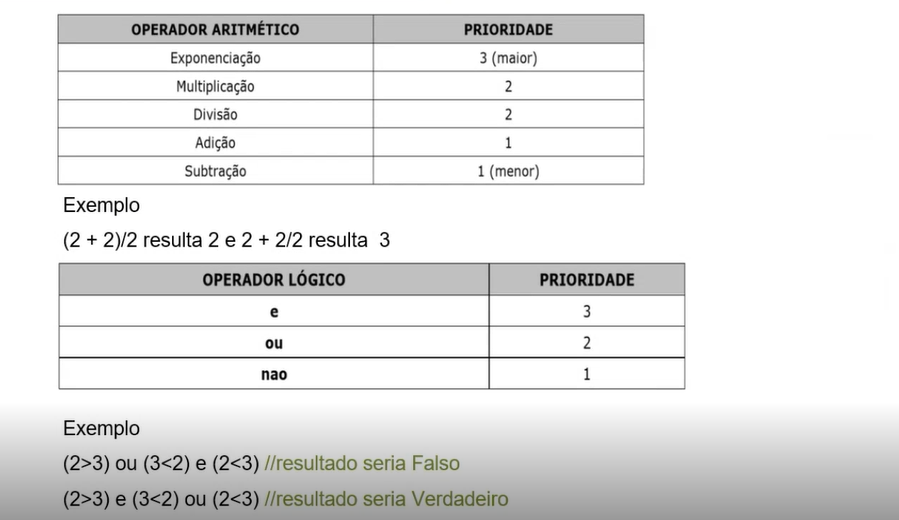 OPERADOR ARITMÉTICO PRIORIDADE
Exponenciação 3 (maior)
Multiplicação 2
Divisão 2
Adição 1
Subtração 1 (menor)
Exemplo
(2 + 2)/2 resulta 2 e 2 + 2/2 resulta 3
OPERADOR LÓGICO PRIORIDADE
e 3
ou 2
nao 1
Exemplo
(2>3) ou (3<2) e (2<3) //resultado seria Falso
(2>3) e (3<2) ou (2<3) //resultado seria Verdadeiro